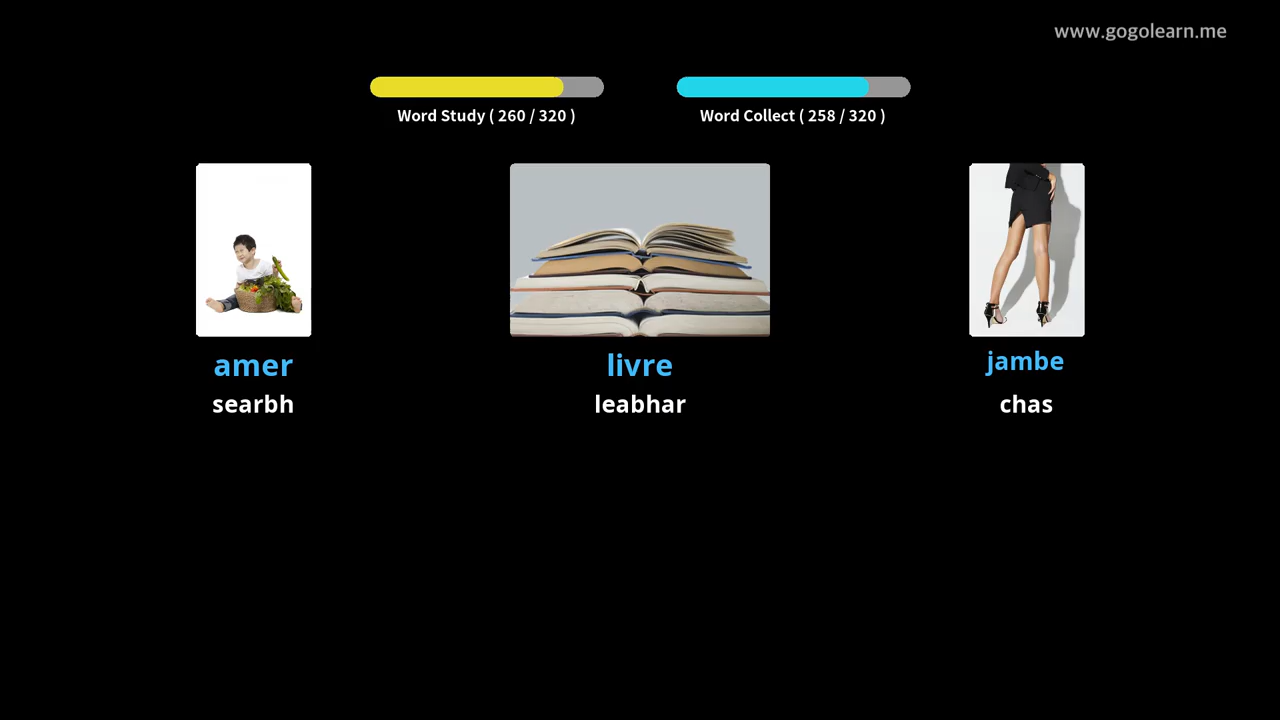 www.gogolearn.me
Word Study ( 260 / 320 )
Word Collect ( 258 / 320 )
amer
livre
jambe
searbh
leabhar
chas